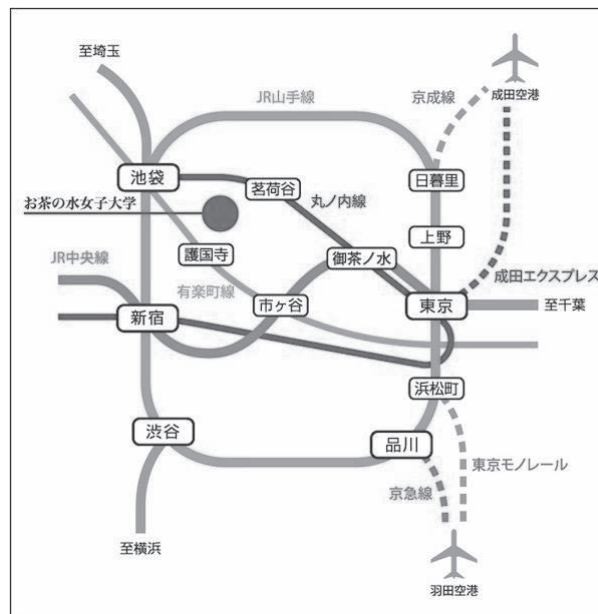 至埼玉
JR山手線
京成線
成田空港
池袋
茗荷谷
日暮里
お茶の水女子大学
丸ノ内線
護国寺
上野
JR中央線
御茶ノ水
成田エクスプレス
有楽町線
市ヶ谷
東京
至千葉
新宿
浜松町
渋谷
品川
東京モノレール
京急線
至横浜
羽田空港